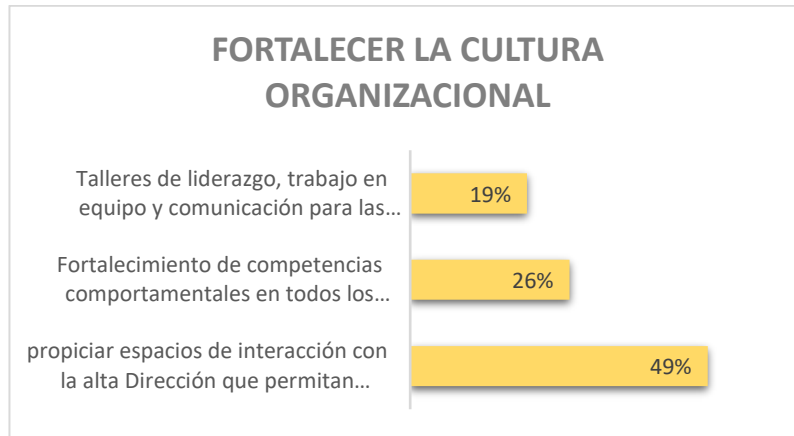 FORTALECER LA CULTURA
ORGANIZACIONAL
Talleres de liderazgo, trabajo en
equipo y comunicación para las...
19%
Fortalecimiento de competencias
comportamentales en todos los...
26%
propiciar espacios de interacción con
la alta Dirección que permitan...
49%